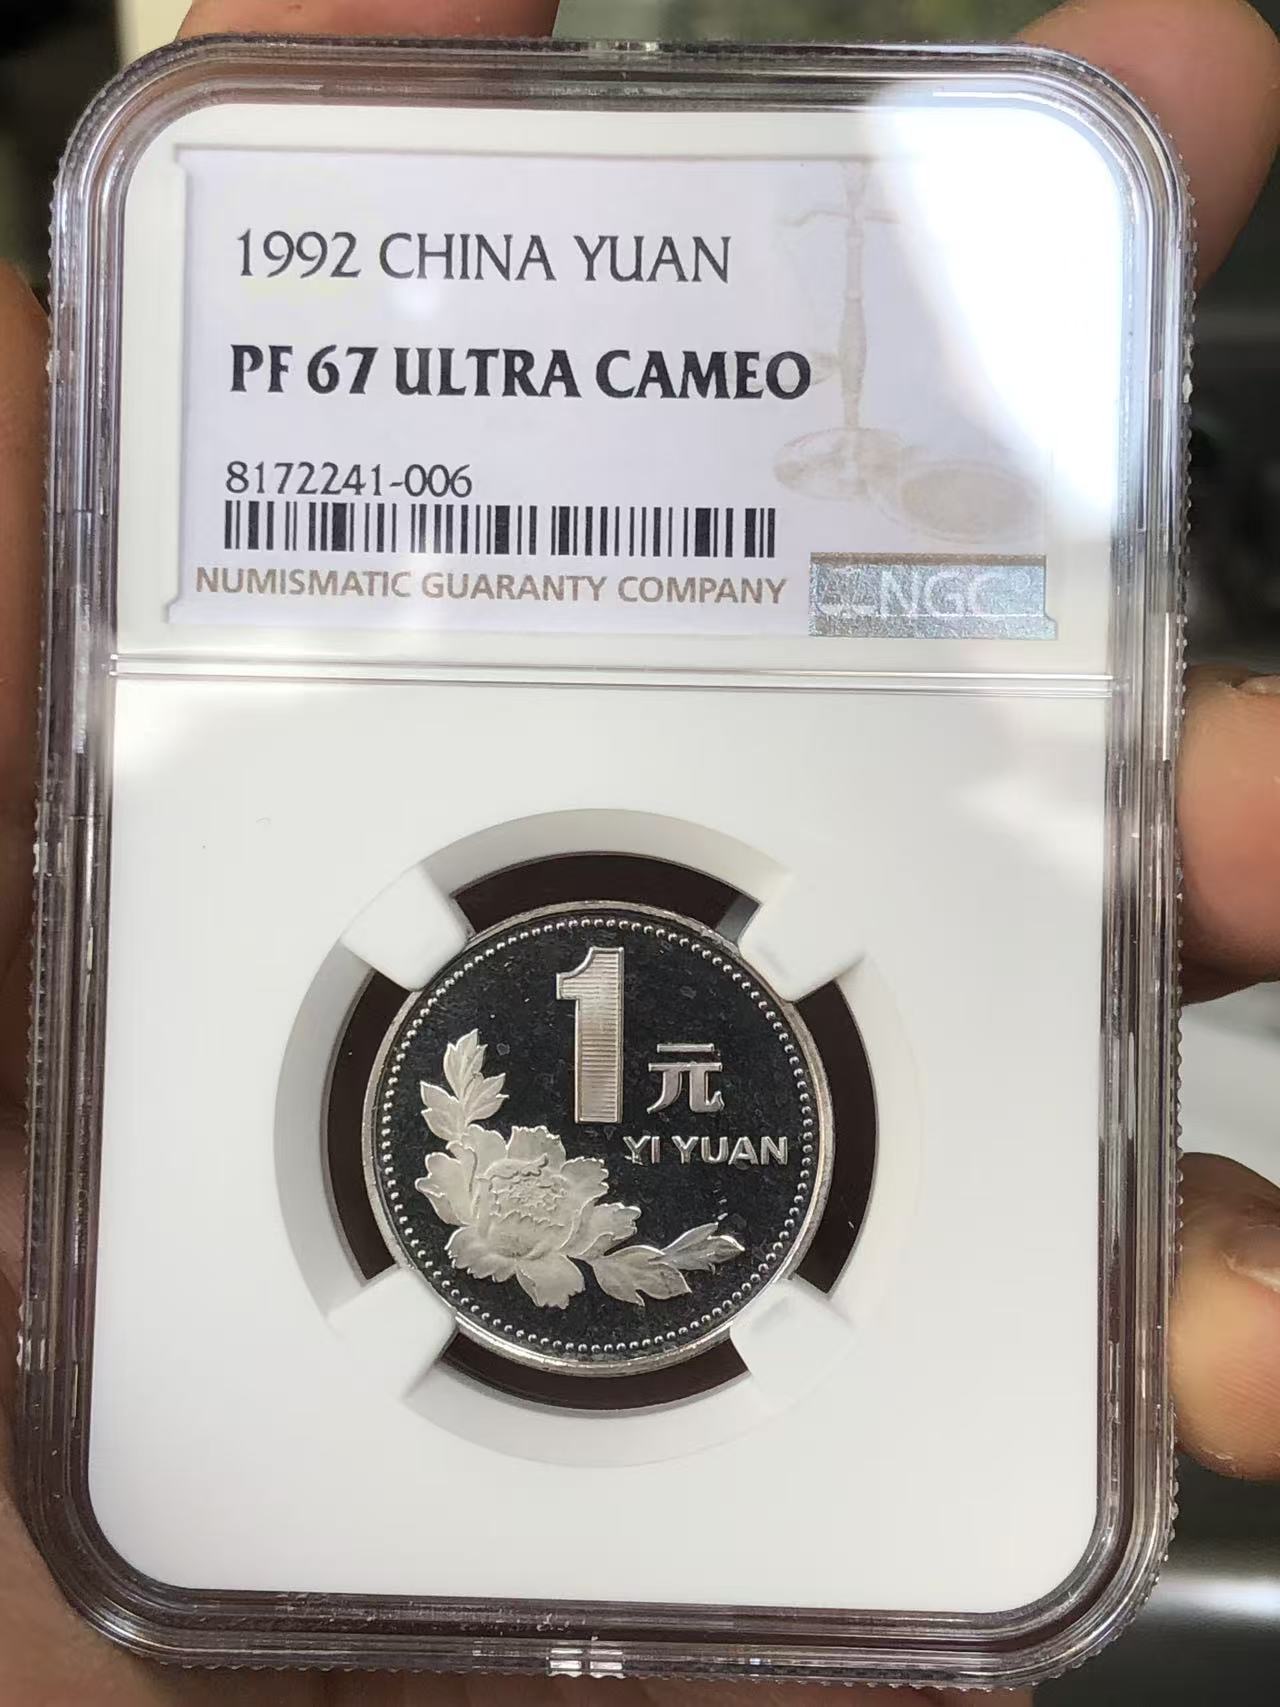 1992 CHINA YUAN
PF 67 ULTRA CAMEO
8172241-006
NUMISMATIC GUARANTY COMPANY
NGC
1
元
YI YUAN